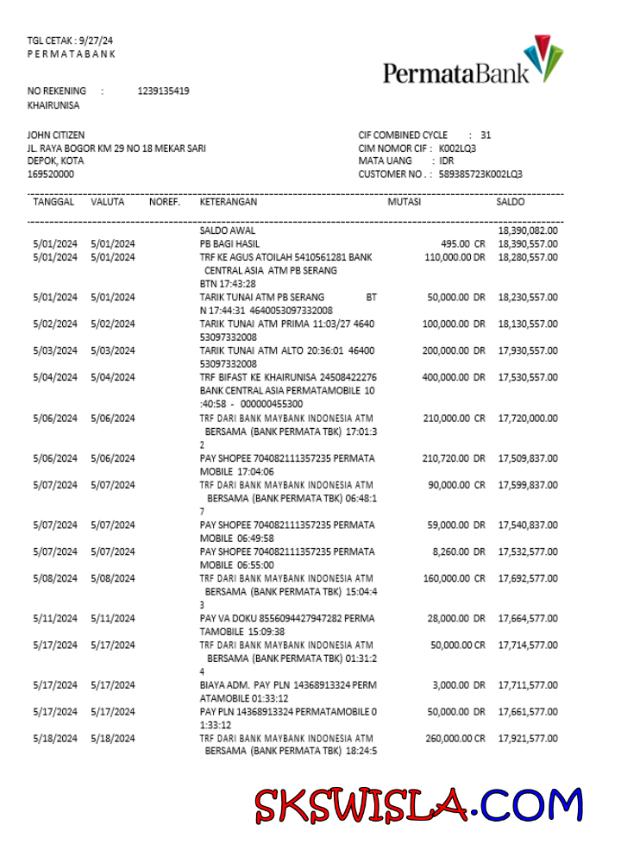 TGL CETAK : 9/27/24
P E R M A T A B A N K
PermataBank
NO REKENING : 1239135419
KHAIRUNISA
JOHN CITIZEN
JL. RAYA BOGOR KM 29 NO 18 MEKAR SARI
DEPOK, KOTA
169520000
CIF COMBINED CYCLE : 31
CIM NOMOR CIF : K002LQ3
MATA UANG : IDR
CUSTOMER NO . : 589385723K002LQ3
TANGGAL VALUTA NOREF. KETERANGAN MUTASI SALDO
SALDO AWAL 18,390,082.00
5/01/2024 5/01/2024 PB BAGI HASIL 495.00 CR 18,390,557.00
5/01/2024 5/01/2024 TRF KE AGUS ATOILAH 5410561281 BANK 110,000.00 DR 18,280,557.00
CENTRAL ASIA ATM PB SERANG
BTN 17:43:28
5/01/2024 5/01/2024 TARIK TUNAI ATM PB SERANG BT 50,000.00 DR 18,230,557.00
N 17:44:31 4640053097332008
5/02/2024 5/02/2024 TARIK TUNAI ATM PRIMA 11:03/27 4640 100,000.00 DR 18,130,557.00
53097332008
5/03/2024 5/03/2024 TARIK TUNAI ATM ALTO 20:36:01 46400 200,000.00 DR 17,930,557.00
53097332008
5/04/2024 5/04/2024 TRF BIFAST KE KHAIRUNISA 24508422276 400,000.00 DR 17,530,557.00
BANK CENTRAL ASIA PERMATAMOBILE 10
:40:58 - 000000455300
5/06/2024 5/06/2024 TRF DARI BANK MAYBANK INDONESIA ATM 210,000.00 CR 17,720,000.00
BERSAMA (BANK PERMATA TBK) 17:01:3
2
5/06/2024 5/06/2024 PAY SHOPEE 704082111357235 PERMATA 210,720.00 DR 17,509,837.00
MOBILE 17:04:06
5/07/2024 5/07/2024 TRF DARI BANK MAYBANK INDONESIA ATM 90,000.00 CR 17,599,837.00
BERSAMA (BANK PERMATA TBK) 06:48:1
7
5/07/2024 5/07/2024 PAY SHOPEE 704082111357235 PERMATA 59,000.00 DR 17,540,837.00
MOBILE 06:49:58
5/07/2024 5/07/2024 PAY SHOPEE 704082111357235 PERMATA 8,260.00 DR 17,532,577.00
MOBILE 06:55:00
5/08/2024 5/08/2024 TRF DARI BANK MAYBANK INDONESIA ATM 160,000.00 CR 17,692,577.00
BERSAMA (BANK PERMATA TBK) 15:04:4
3
5/11/2024 5/11/2024 PAY VA DOKU 8556094427947282 PERMA 28,000.00 DR 17,664,577.00
TAMOBILE 15:09:38
5/17/2024 5/17/2024 TRF DARI BANK MAYBANK INDONESIA ATM 50,000.00 CR 17,714,577.00
BERSAMA (BANK PERMATA TBK) 01:31:2
4
5/17/2024 5/17/2024 BIAYA ADM. PAY PLN 14368913324 PERM 3,000.00 DR 17,711,577.00
ATAMOBILE 01:33:12
5/17/2024 5/17/2024 PAY PLN 14368913324 PERMATAMOBILE 0 50,000.00 DR 17,661,577.00
1:33:12
5/18/2024 5/18/2024 TRF DARI BANK MAYBANK INDONESIA ATM 260,000.00 CR 17,921,577.00
BERSAMA (BANK PERMATA TBK) 18:24:5
SKSWISLA.COM